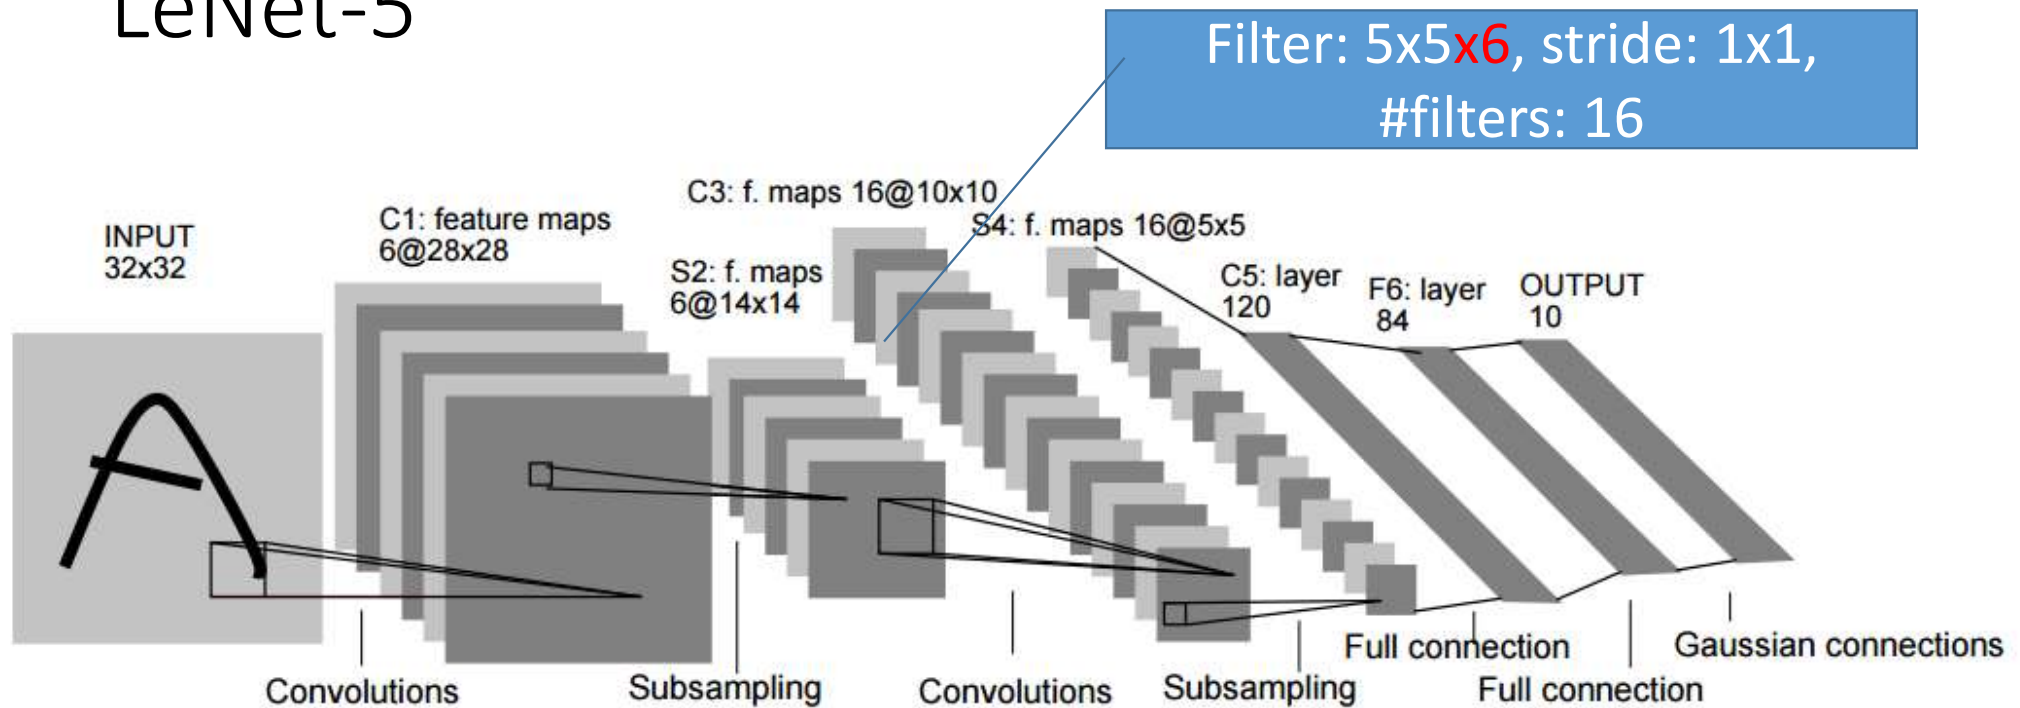 LeNet-5
Filter: 5x5x6, stride: 1x1,
#filters: 16
INPUT
32x32
C1: feature maps
6@28x28
S2: f. maps
6@14x14
C3: f. maps 16@10x10
S4: f. maps 16@5x5
C5: layer
120
F6: layer
84
OUTPUT
10
Convolutions
Subsampling
Convolutions
Subsampling
Full connection
Full connection
Gaussian connections